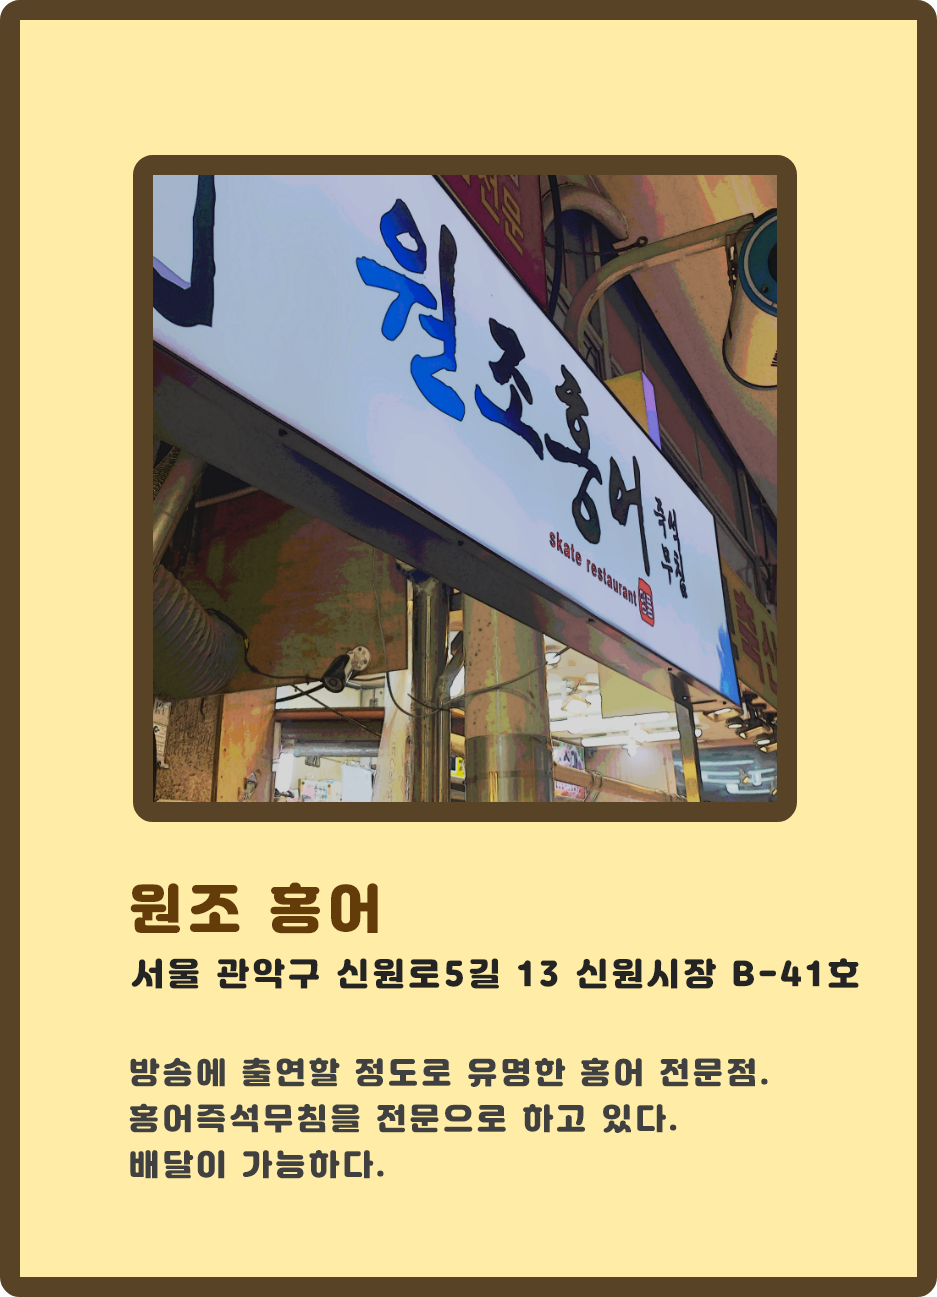 원조홍어
즉석
무침
skate restaurant
원조 홍어
서울 관악구 신원로5길 13 신원시장 B-41호
방송에 출연할 정도로 유명한 홍어 전문점.
홍어즉석무침을 전문으로 하고 있다.
배달이 가능하다.